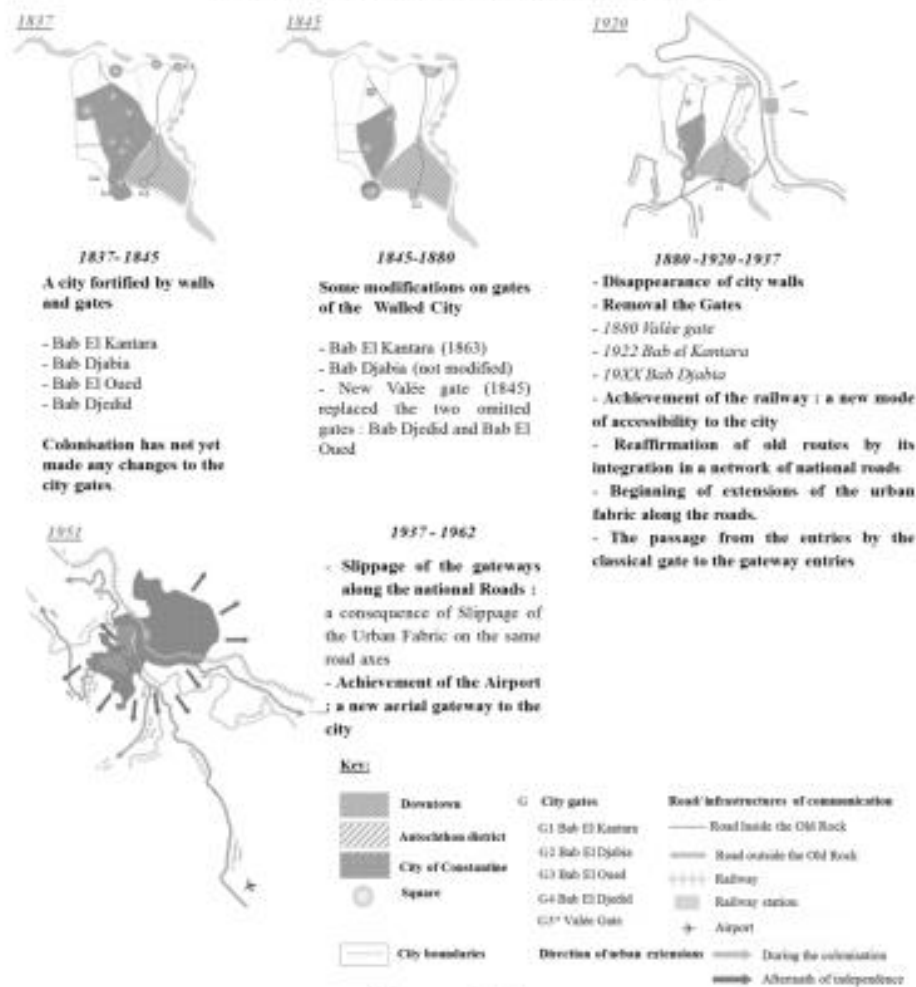 1837
1845
1920
1837-1845
A city fortified by walls
and gates
- Bab El Kantara
- Bab Djabia
- Bab El Oued
- Bab Djedid
Colonisation has not yet
made any changes to the
city gates
1845-1880
Some modifications on gates
of the Walled City
- Bab El Kantara (1863)
- Bab Djabia (not modified)
- New Valée gate (1845)
replaced the two omitted
gates : Bab Djedid and Bab El
Oued
1880-1920-1937
- Disappearance of city walls
- Removal the Gates
- 1880 Valée gate
- 1922 Bab el Kantara
- 19XX Bab Djabia
- Achievement of the railway : a new mode
of accessibility to the city
- Reaffirmation of old routes by its
integration in a network of national roads
- Beginning of extensions of the urban
fabric along the roads.
- The passage from the entries by the
classical gate to the gateway entries
1951
1937 - 1962
- Slippage of the gateways
along the national Roads :
a consequence of Slippage of
the Urban Fabric on the same
road axes
- Achievement of the Airport
: a new aerial gateway to the
city
Key:
Downtown
Autochthon district
City of Constantine
Square
City boundaries
G City gates
G1 Bab El Kantara
G2 Bab El Djabia
G3 Bab El Oued
G4 Bab El Djedid
G3* Valée Gate
Direction of urban extensions
Road/ infrastructures of communication
Road Inside the Old Rock
Road outside the Old Rock
Railway
Railway station
Airport
During the colonisation
Aftermath of independence